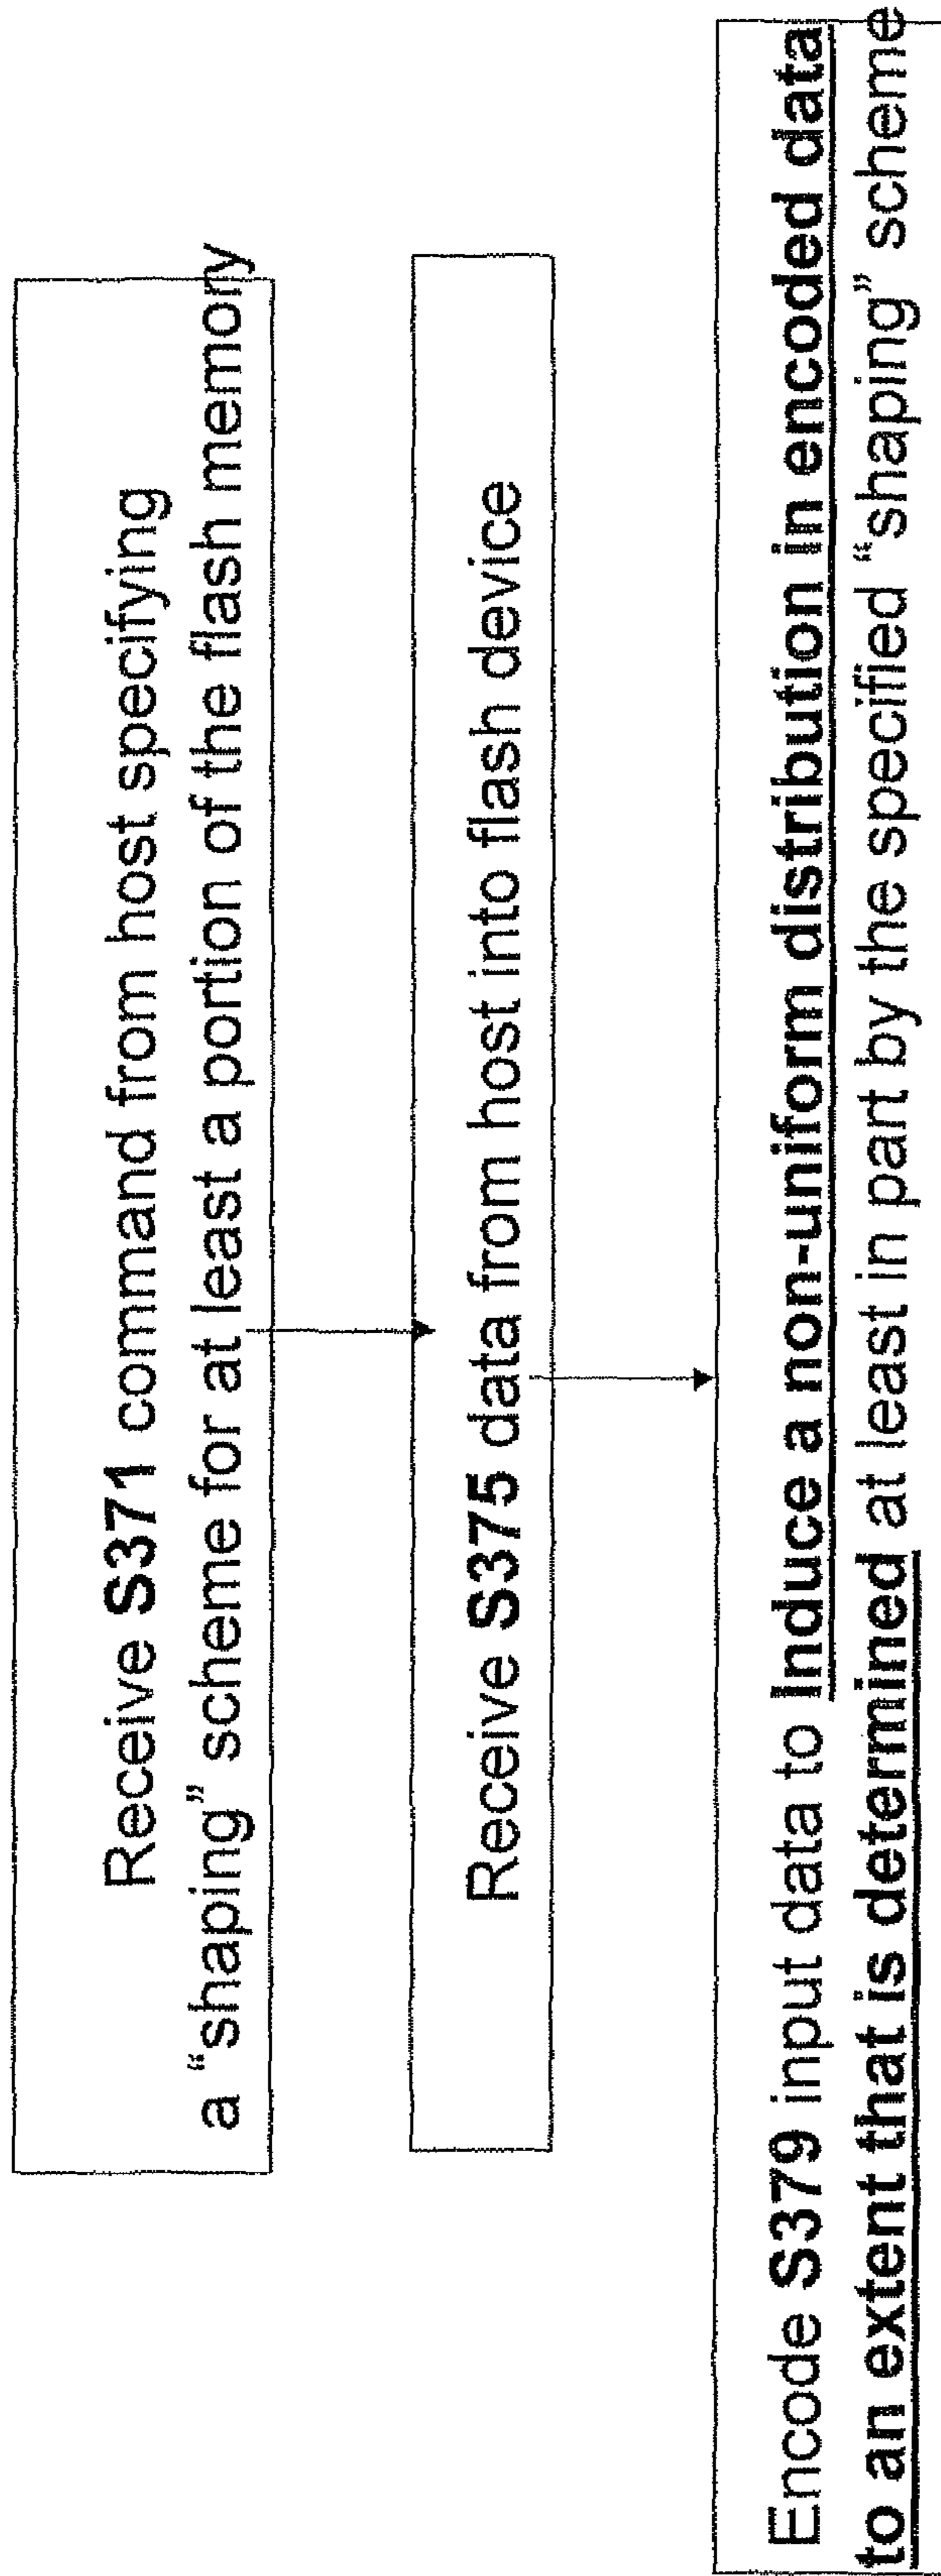 Receive S371 command from host specifying
a “shaping” scheme for at least a portion of the flash memory
Receive S375 data from host into flash device
Encode S379 input data to Induce a non-uniform distribution in encoded data
to an extent that is determined at least in part by the specified “shaping” scheme